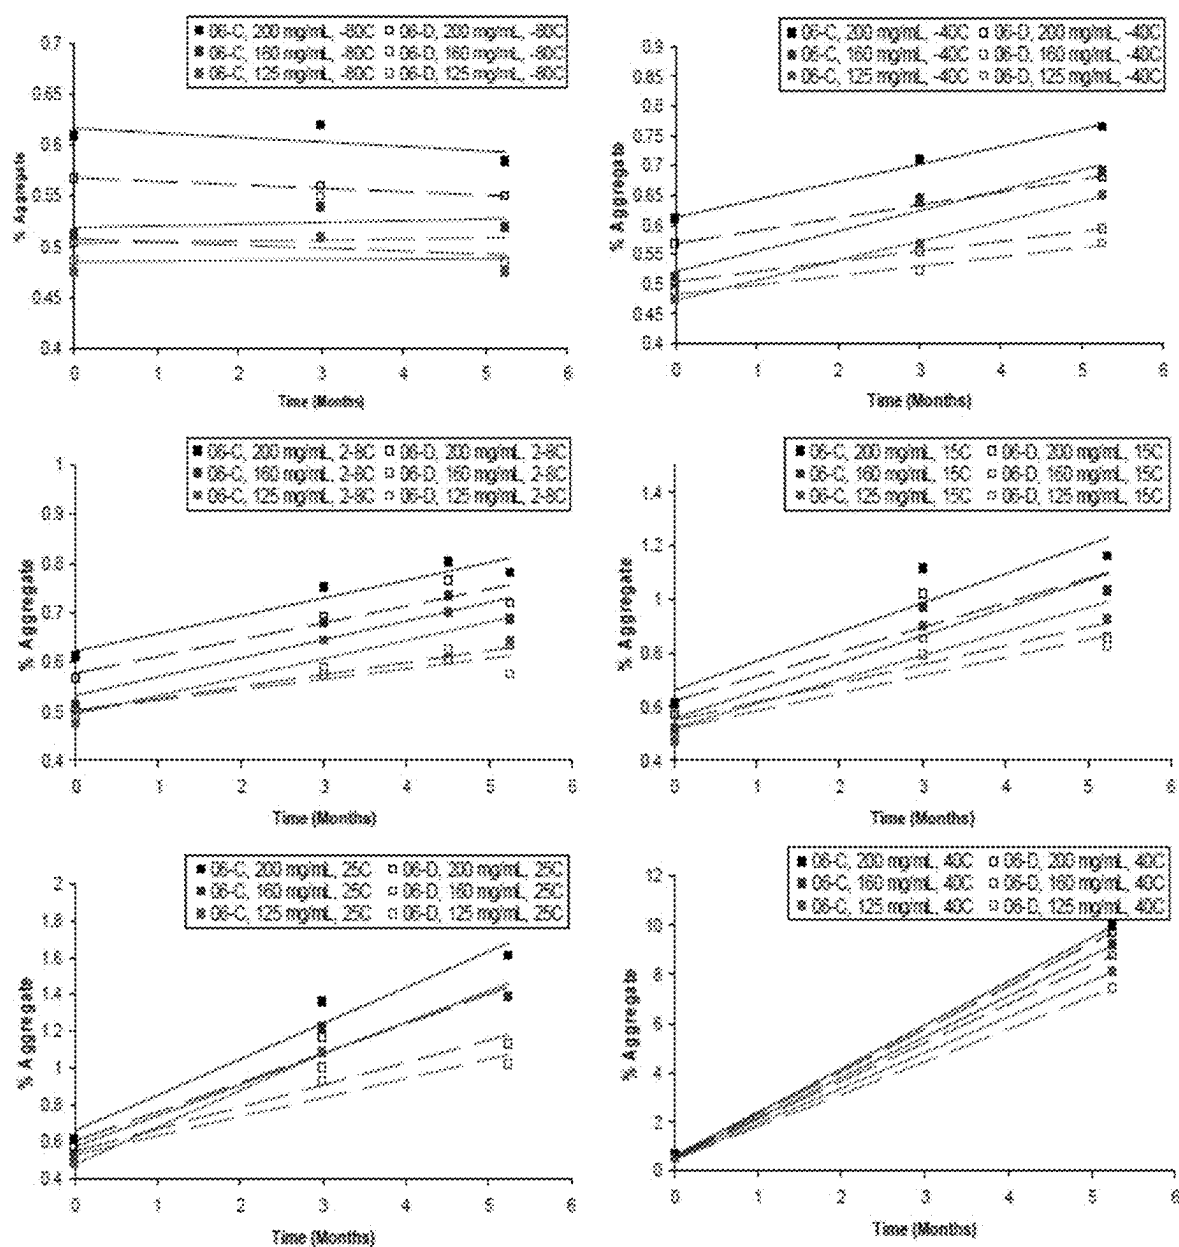 06-C, 200 mg/mL, -80C 06-D, 200 mg/mL, -80C
06-C, 160 mg/mL, -80C 06-D, 160 mg/mL, -80C
06-C, 125 mg/mL, -80C 06-D, 125 mg/mL, -80C
0.7
0.65
0.6
0.55
0.5
0.45
0.4
% Aggregate
0 1 2 3 4 5 6
Time (Months)
06-C, 200 mg/mL, -40C 06-D, 200 mg/mL, -40C
06-C, 160 mg/mL, -40C 06-D, 160 mg/mL, -40C
06-C, 125 mg/mL, -40C 06-D, 125 mg/mL, -40C
0.9
0.85
0.8
0.75
0.7
0.65
0.6
0.55
0.5
0.45
0.4
% Aggregate
0 1 2 3 4 5 6
Time (Months)
06-C, 200 mg/mL, 2-8C 06-D, 200 mg/mL, 2-8C
06-C, 160 mg/mL, 2-8C 06-D, 160 mg/mL, 2-8C
06-C, 125 mg/mL, 2-8C 06-D, 125 mg/mL, 2-8C
1
0.9
0.8
0.7
0.6
0.5
0.4
% Aggregate
0 1 2 3 4 5 6
Time (Months)
06-C, 200 mg/mL, 15C 06-D, 200 mg/mL, 15C
06-C, 160 mg/mL, 15C 06-D, 160 mg/mL, 15C
06-C, 125 mg/mL, 15C 06-D, 125 mg/mL, 15C
1.4
1.2
1
0.8
0.6
0.4
% Aggregate
0 1 2 3 4 5 6
Time (Months)
06-C, 200 mg/mL, 25C 06-D, 200 mg/mL, 25C
06-C, 160 mg/mL, 25C 06-D, 160 mg/mL, 25C
06-C, 125 mg/mL, 25C 06-D, 125 mg/mL, 25C
2
1.8
1.6
1.4
1.2
1
0.8
0.6
0.4
% Aggregate
0 1 2 3 4 5 6
Time (Months)
06-C, 200 mg/mL, 40C 06-D, 200 mg/mL, 40C
06-C, 160 mg/mL, 40C 06-D, 160 mg/mL, 40C
06-C, 125 mg/mL, 40C 06-D, 125 mg/mL, 40C
12
10
8
6
4
2
0
% Aggregate
0 1 2 3 4 5 6
Time (Months)